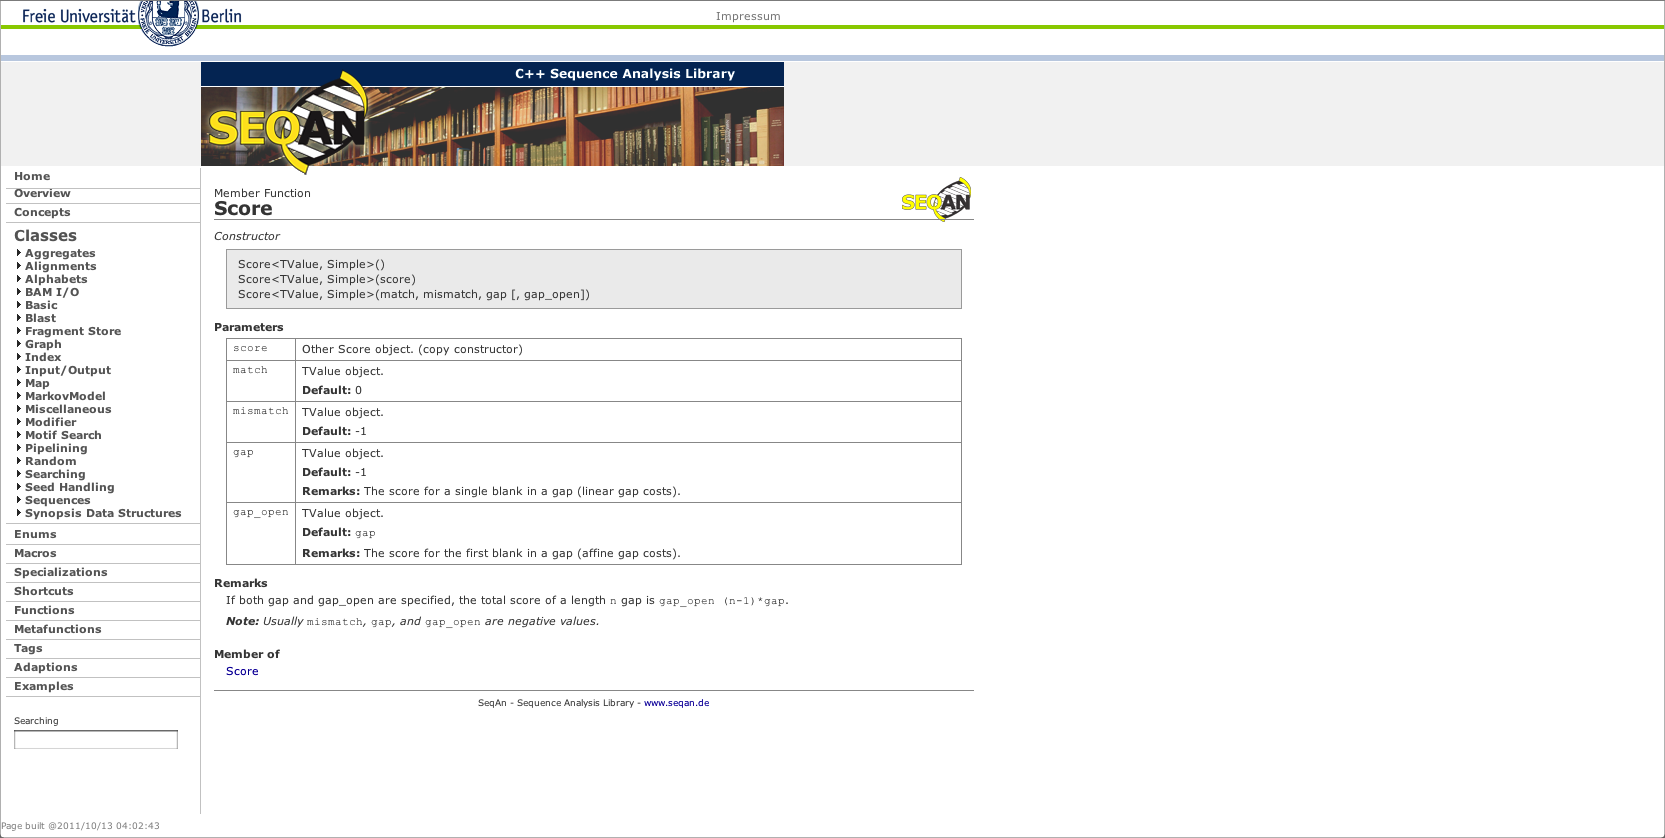 Freie Universität Berlin
Impressum
C++ Sequence Analysis Library
SEQAN
Home
Overview
Concepts
Classes
Aggregates
Alignments
Alphabets
BAM I/O
Basic
Blast
Fragment Store
Graph
Index
Input/Output
Map
MarkovModel
Miscellaneous
Modifier
Motif Search
Pipelining
Random
Searching
Seed Handling
Sequences
Synopsis Data Structures
Enums
Macros
Specializations
Shortcuts
Functions
Metafunctions
Tags
Adaptions
Examples
Searching
Member Function
Score
SEQAN
Constructor
Score<TValue, Simple>()
Score<TValue, Simple>(score)
Score<TValue, Simple>(match, mismatch, gap [, gap_open])
Parameters
score Other Score object. (copy constructor)
match TValue object.
Default: 0
mismatch TValue object.
Default: -1
gap TValue object.
Default: -1
Remarks: The score for a single blank in a gap (linear gap costs).
gap_open TValue object.
Default: gap
Remarks: The score for the first blank in a gap (affine gap costs).
Remarks
If both gap and gap_open are specified, the total score of a length n gap is gap_open (n-1)*gap.
Note: Usually mismatch, gap, and gap_open are negative values.
Member of
Score
SeqAn - Sequence Analysis Library - www.seqan.de
Page built @2011/10/13 04:02:43